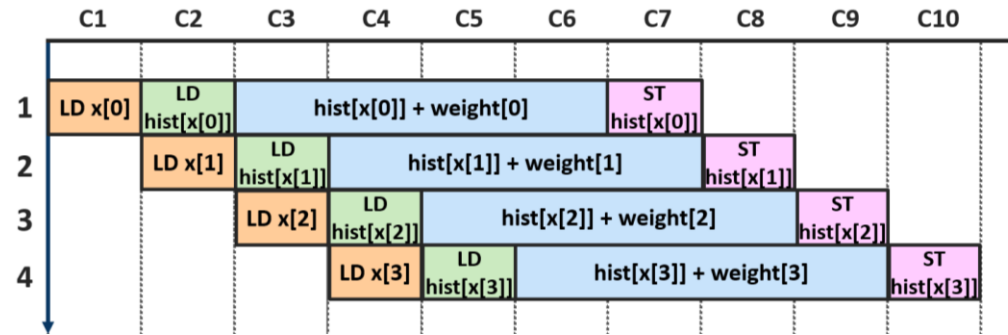 C1 C2 C3 C4 C5 C6 C7 C8 C9 C10
1 LD x[0] LD hist[x[0]] hist[x[0]] + weight[0] ST hist[x[0]]
2 LD x[1] LD hist[x[1]] hist[x[1]] + weight[1] ST hist[x[1]]
3 LD x[2] LD hist[x[2]] hist[x[2]] + weight[2] ST hist[x[2]]
4 LD x[3] LD hist[x[3]] hist[x[3]] + weight[3] ST hist[x[3]]